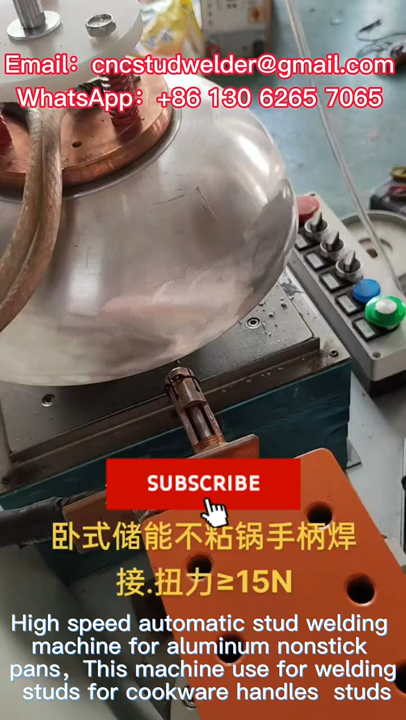 Email：cncstudwelder@gmail.com
WhatsApp：+86 130 6265 7065
SUBSCRIBE
卧式储能不粘锅手柄焊
接.扭力≥15N
High speed automatic stud welding
machine for aluminum nonstick
pans，This machine use for welding
studs for cookware handles studs